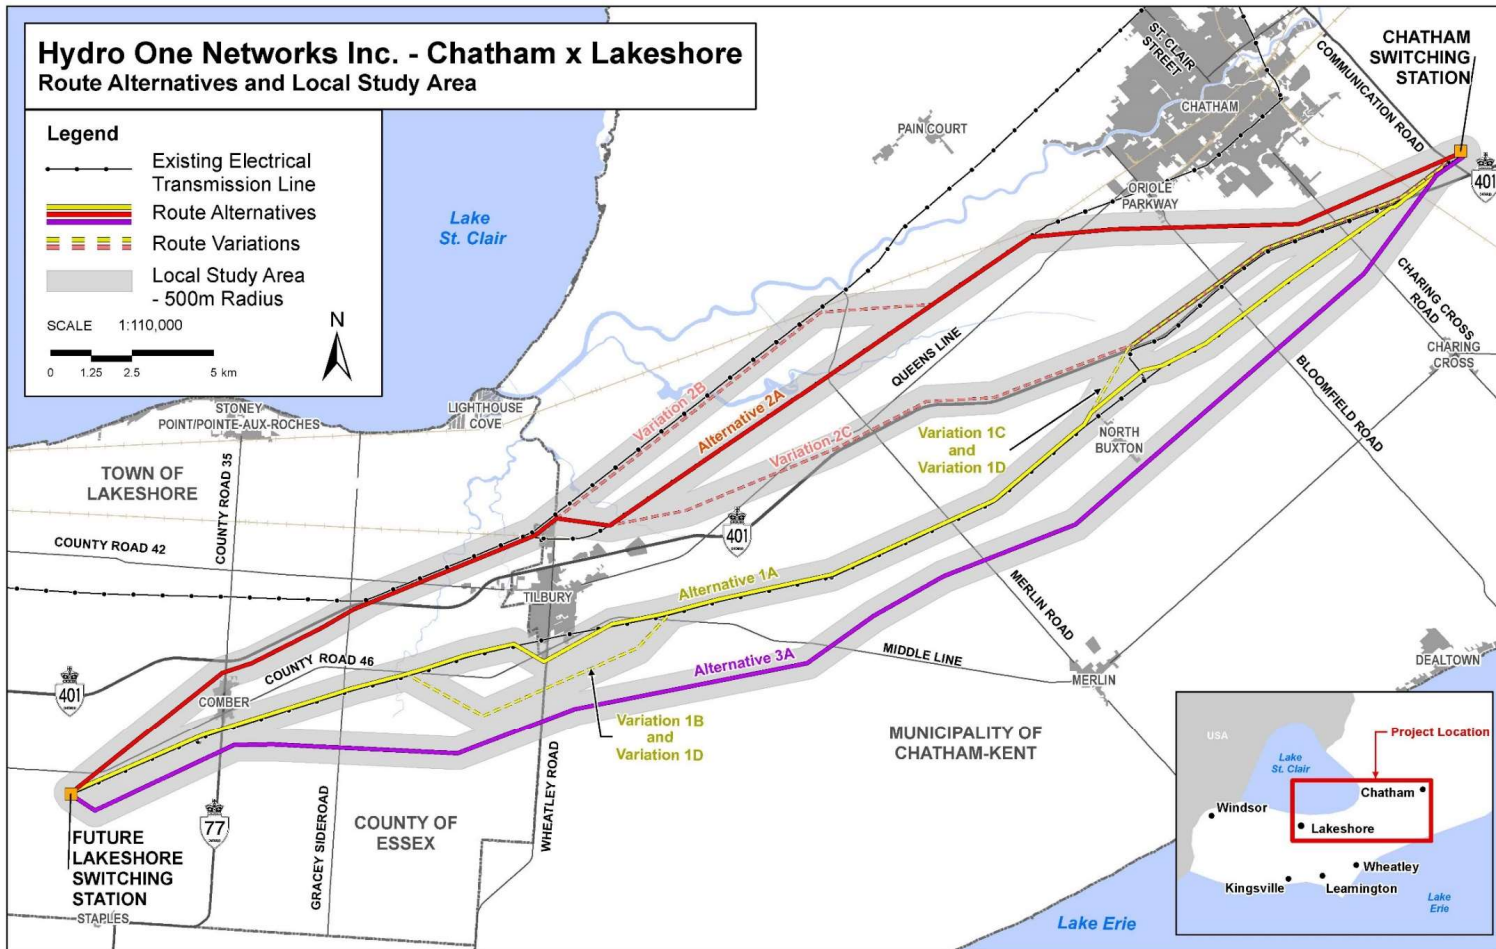 Hydro One Networks Inc. - Chatham x Lakeshore
Route Alternatives and Local Study Area
Legend
Existing Electrical
Transmission Line
Route Alternatives
Route Variations
Local Study Area
- 500m Radius
SCALE 1:110,000
N
0 1.25 2.5 5 km
Lake
St. Clair
PAIN COURT
ST. CLAIR
STREET
CHATHAM
COMMUNICATION ROAD
CHATHAM
SWITCHING
STATION
401
ORIOLE
PARKWAY
CHARING CROSS
ROAD
CHARING
CROSS
BLOOMFIELD ROAD
QUEENS LINE
STONEY
POINT/POINTE-AUX-ROCHES
LIGHTHOUSE
COVE
TOWN OF
LAKESHORE
COUNTY ROAD 35
COUNTY ROAD 42
Variation 2B
Alternative 2A
Variation 2C
Variation 1C
and
Variation 1D
NORTH
BUXTON
401
TILBURY
Alternative 1A
MERLIN ROAD
COUNTY ROAD 46
Alternative 3A
MIDDLE LINE
MERLIN
DEALTOWN
401
COMBER
Variation 1B
and
Variation 1D
MUNICIPALITY OF
CHATHAM-KENT
WHEATLEY ROAD
77
GRACEY SIDEROAD
COUNTY OF
ESSEX
FUTURE
LAKESHORE
SWITCHING
STATION
STAPLES
Lake Erie
USA
Project Location
Lake
St. Clair
Chatham
Windsor
Lakeshore
Wheatley
Kingsville
Leamington
Lake
Erie